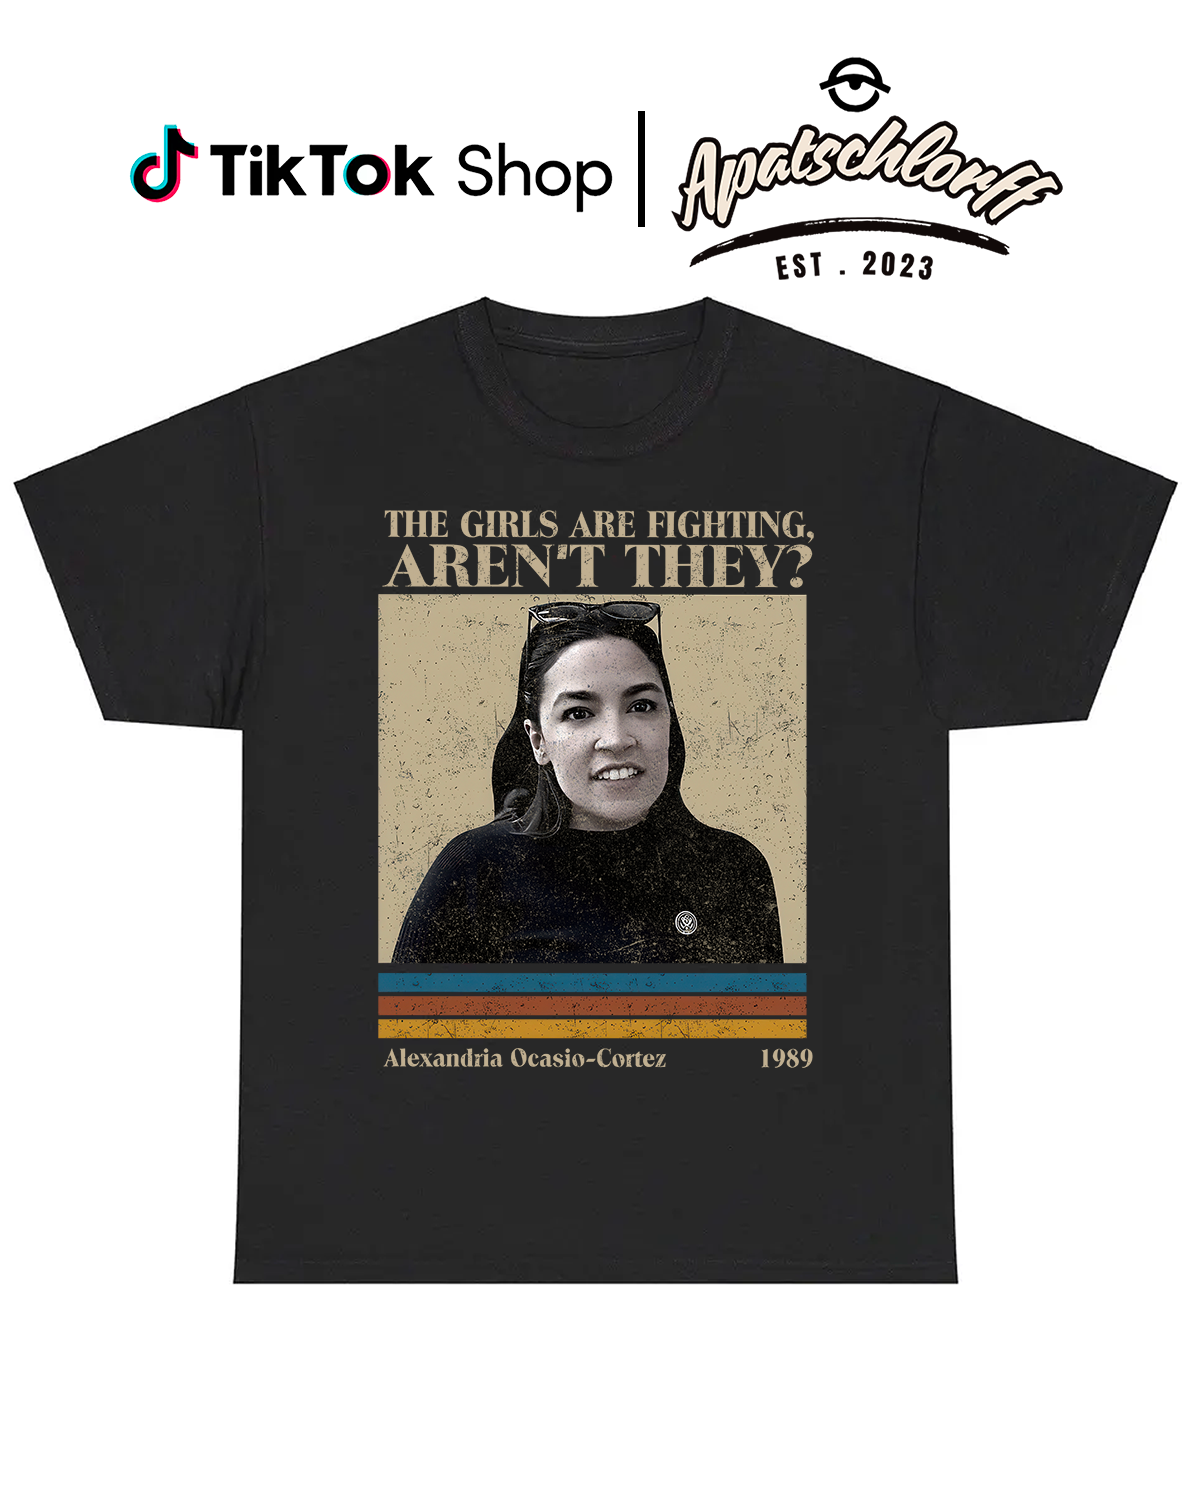 TikTok Shop
Apatschlorff
EST . 2023
THE GIRLS ARE FIGHTING,
AREN'T THEY?
Alexandria Ocasio-Cortez 1989